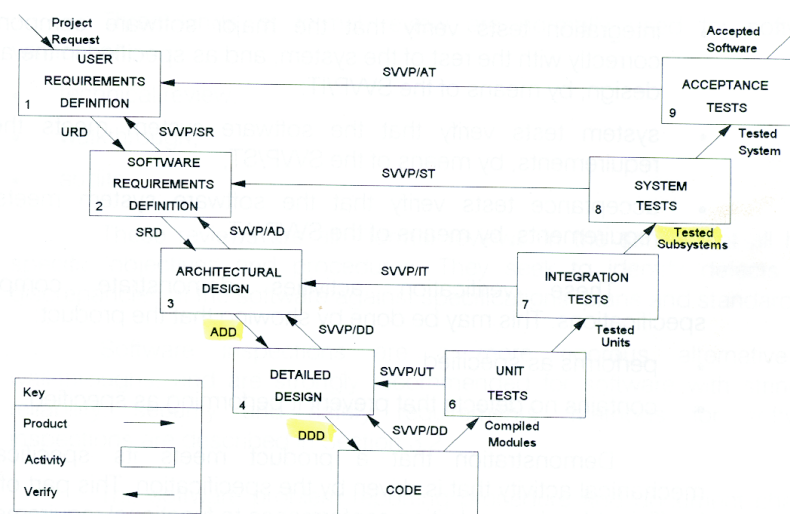 Project
Request
Accepted
Software
USER
REQUIREMENTS
DEFINITION
1
SVVP/AT
ACCEPTANCE
TESTS
9
URD
SVVP/SR
Tested
System
SOFTWARE
REQUIREMENTS
DEFINITION
2
SVVP/ST
SYSTEM
TESTS
8
SRD
SVVP/AD
Tested
Subsystems
ARCHITECTURAL
DESIGN
3
SVVP/IT
INTEGRATION
TESTS
7
ADD
SVVP/DD
Tested
Units
DETAILED
DESIGN
4
SVVP/UT
UNIT
TESTS
6
DDD
SVVP/DD
Compiled
Modules
CODE
Key
Product
Activity
Verify